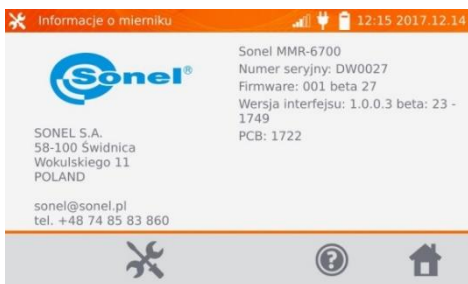 Informacje o mierniku
12:15 2017.12.14
Sonel®
Sonel MMR-6700
Numer seryjny: DW0027
Firmware: 001 beta 27
Wersja interfejsu: 1.0.0.3 beta: 23 -
1749
PCB: 1722
SONEL S.A.
58-100 Świdnica
Wokulskiego 11
POLAND
sonel@sonel.pl
tel. +48 74 85 83 860
?